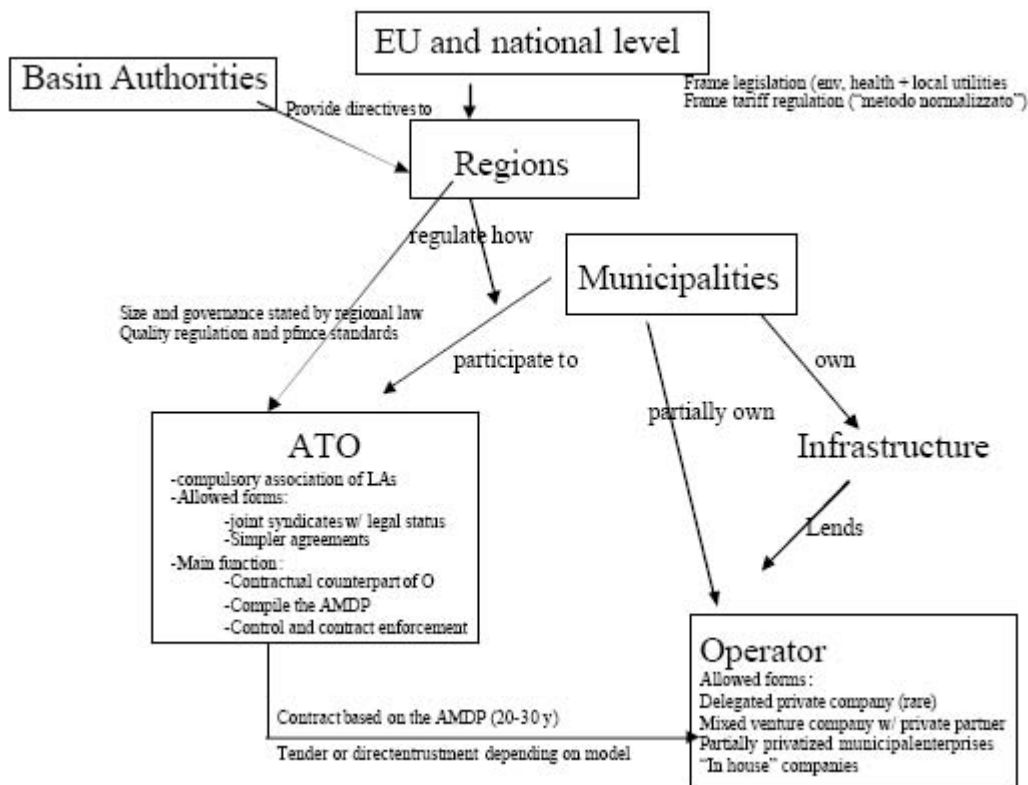 EU and national level
Basin Authorities
Frame legislation (env, health + local utilities
Frame tariff regulation ("metodo normalizzato")
Provide directives to
Regions
regulate how
Municipalities
Size and governance stated by regional law
Quality regulation and pfmce standards
participate to
own
partially own
ATO
-compulsory association of LAs
-Allowed forms:
-joint syndicates w/ legal status
-Simpler agreements
-Main function:
-Contractual counterpart of O
-Compile the AMDP
-Control and contract enforcement
Infrastructure
Lends
Operator
Allowed forms:
Delegated private company (rare)
Mixed venture company w/ private partner
Partially privatized municipalenterprises
"In house" companies
Contract based on the AMDP (20-30 y)
Tender or directentrustment depending on model